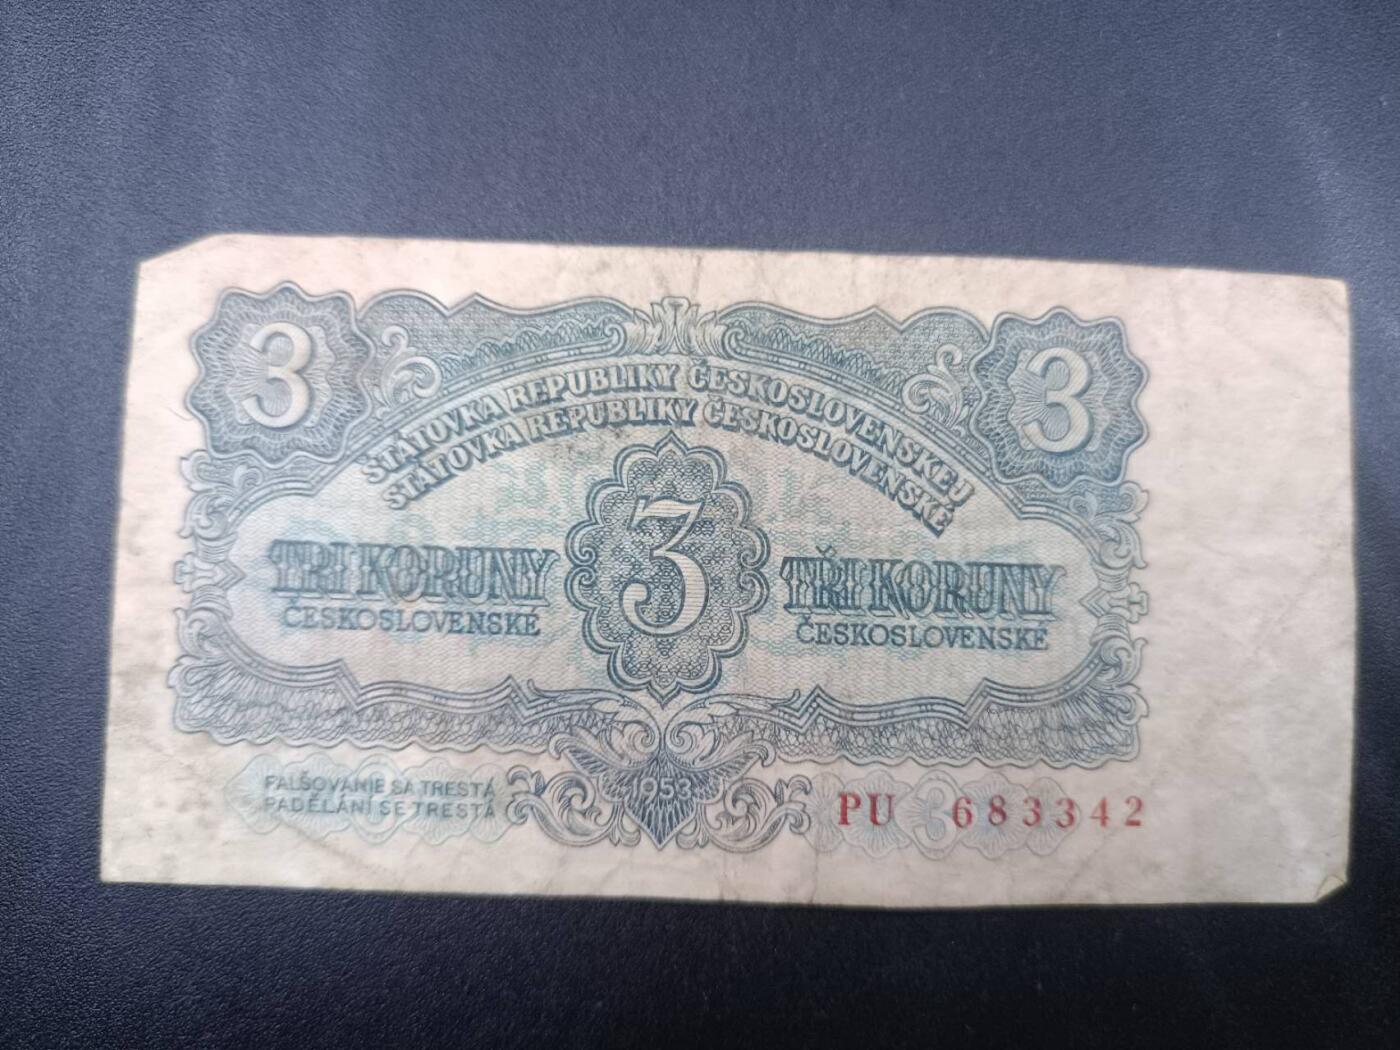 3
3
ŠTÁTOVKA REPUBLIKY ČESKOSLOVENSKEJ
STÁTOVKA REPUBLIKY ČESKOSLOVENSKÉ
TRI KORUNY
ČESKOSLOVENSKÉ
3
TŘI KORUNY
ČESKOSLOVENSKÉ
FALŠOVANIE SA TRESTÁ
PADĚLÁNÍ SE TRESTÁ
1953
3
PU 683342